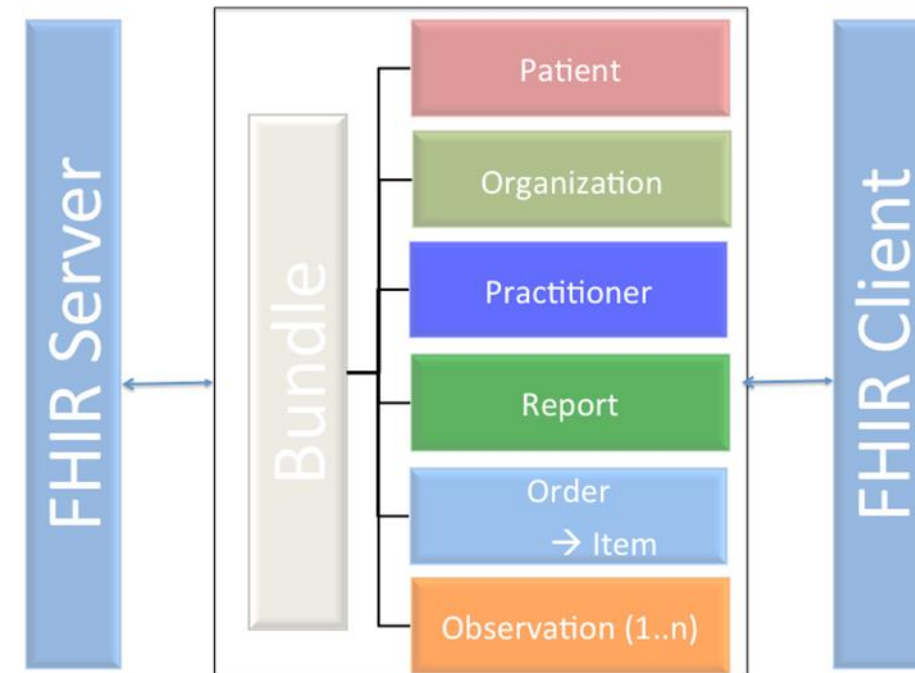 FHIR Server
Bundle
Patient
Organization
Practitioner
Report
Order
→ Item
Observation (1..n)
FHIR Client